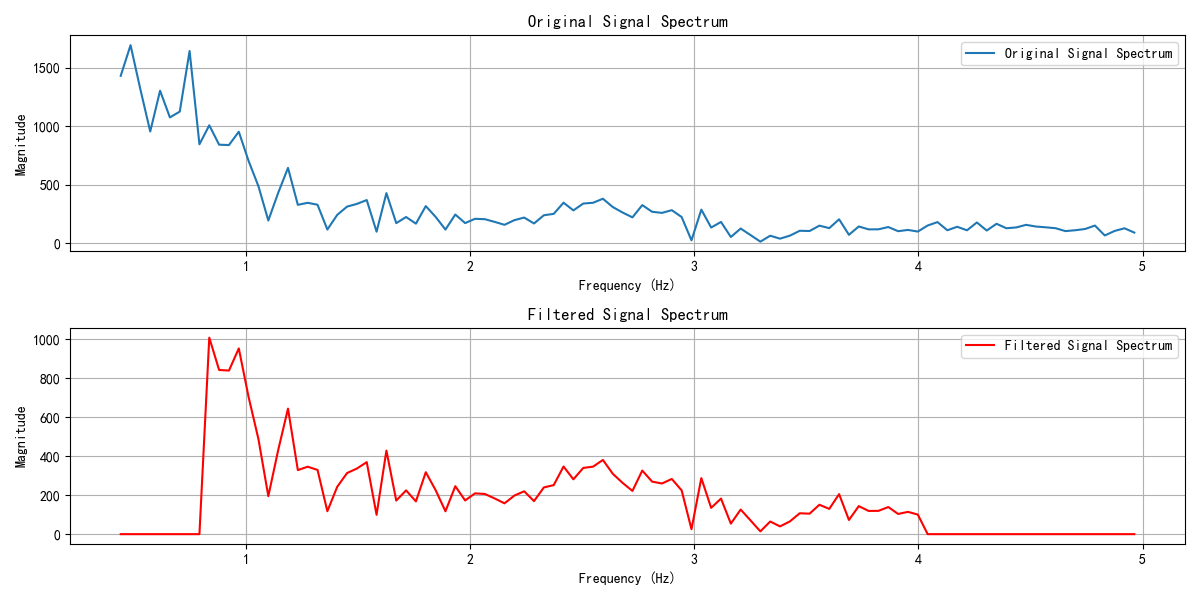 Original Signal Spectrum
Original Signal Spectrum
Magnitude
1500
1000
500
0
1 2 3 4 5
Frequency (Hz)
Filtered Signal Spectrum
Filtered Signal Spectrum
Magnitude
1000
800
600
400
200
0
1 2 3 4 5
Frequency (Hz)